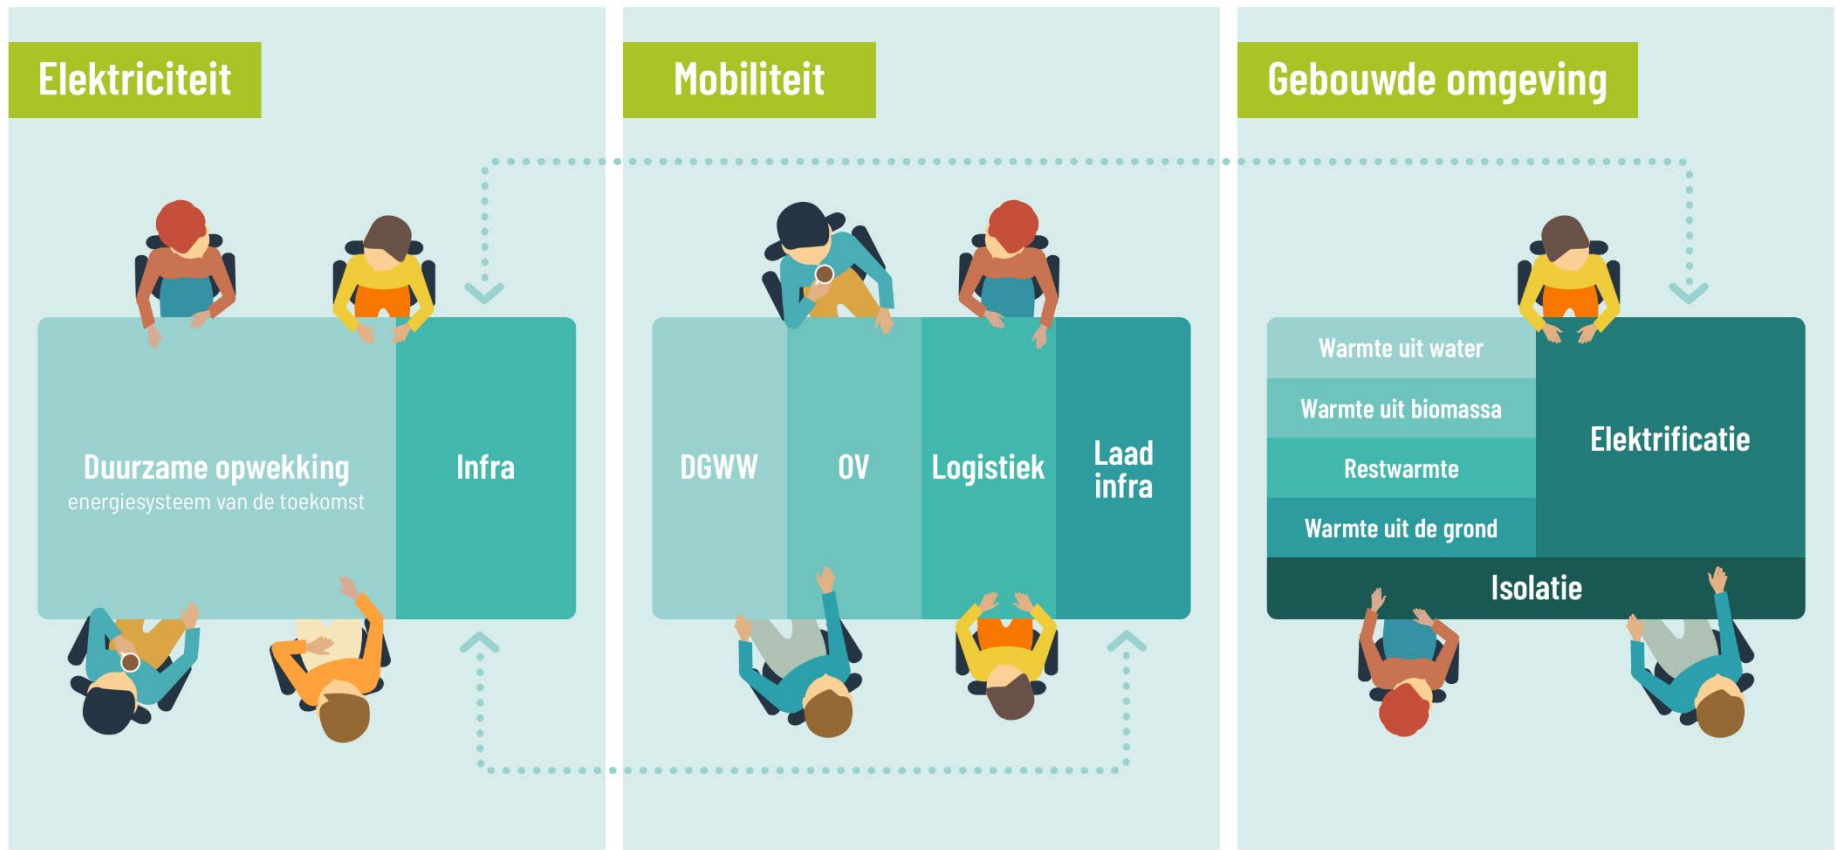 Elektriciteit
Duurzame opwekking
energiesysteem van de toekomst
Infra
Mobiliteit
DGWW
OV
Logistiek
Laad
infra
Gebouwde omgeving
Warmte uit water
Warmte uit biomassa
Restwarmte
Warmte uit de grond
Elektrificatie
Isolatie